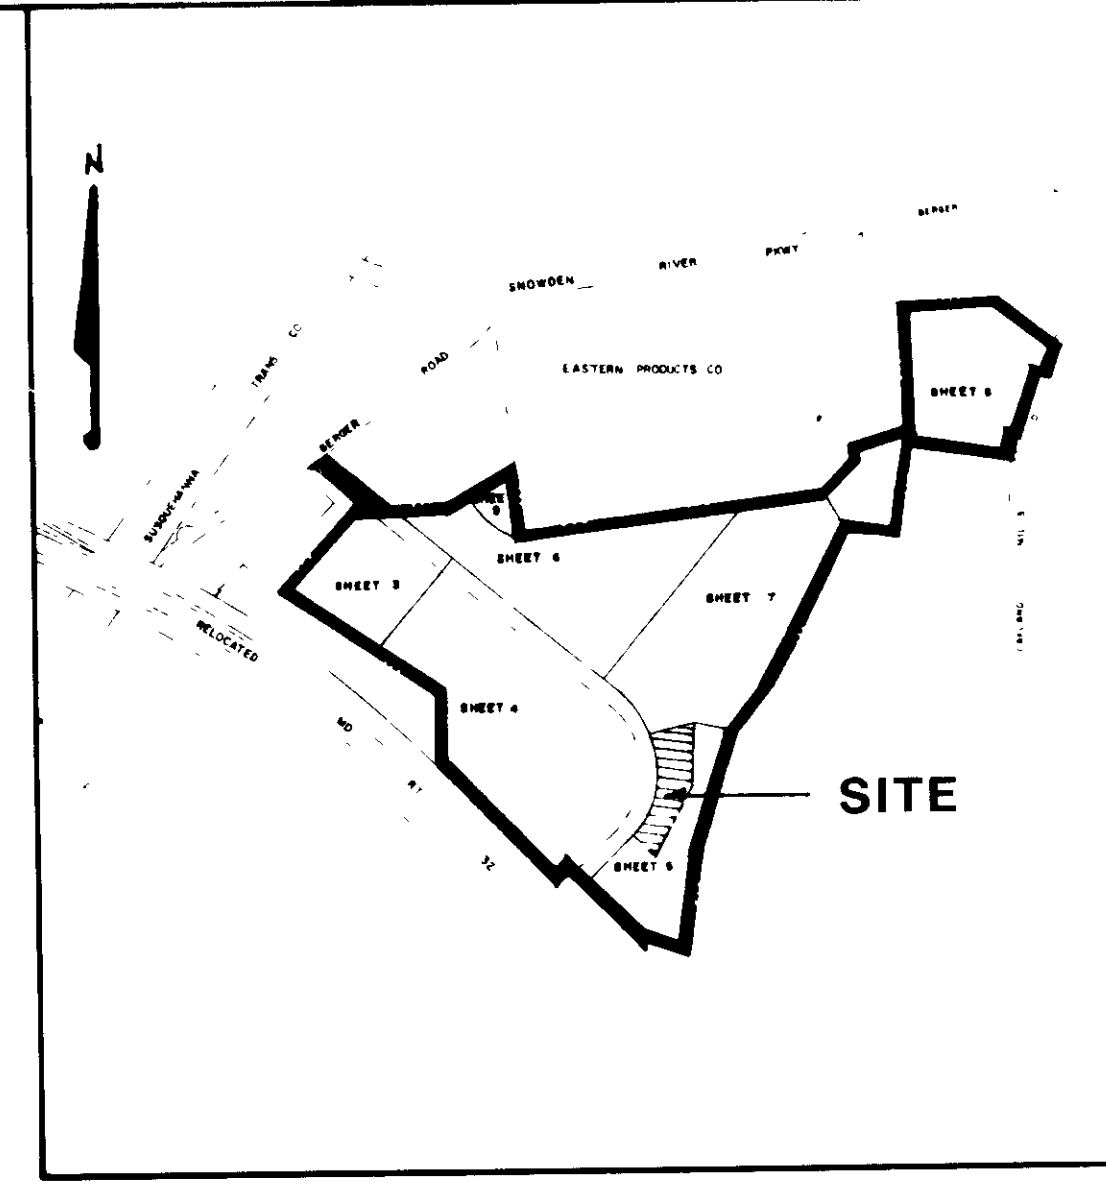 N
BERGER
SNOWDEN RIVER PKWY
TRANS CO
ROAD
EASTERN PRODUCTS CO
SHEET 8
BERGER
SUSQUEHANNA
9
SHEET 6
SHEET 3
SHEET 7
RELOCATED
SHEET 4
MD RT 32
SITE
SHEET 5